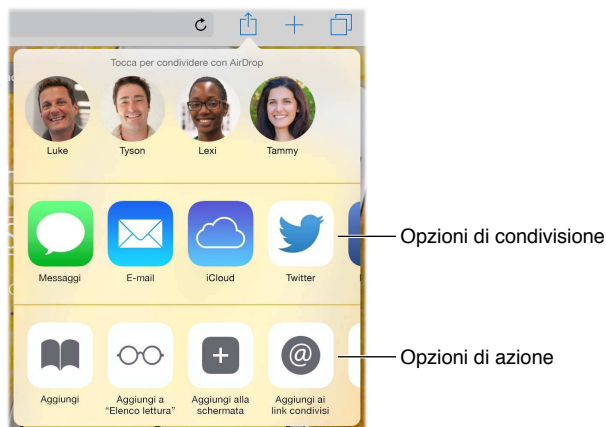 Tocca per condividere con AirDrop
Luke
Tyson
Lexi
Tammy
Messaggi
E-mail
iCloud
Twitter
Opzioni di condivisione
Aggiungi
Aggiungi a
“Elenco lettura”
Aggiungi alla
schermata
Aggiungi ai
link condivisi
Opzioni di azione